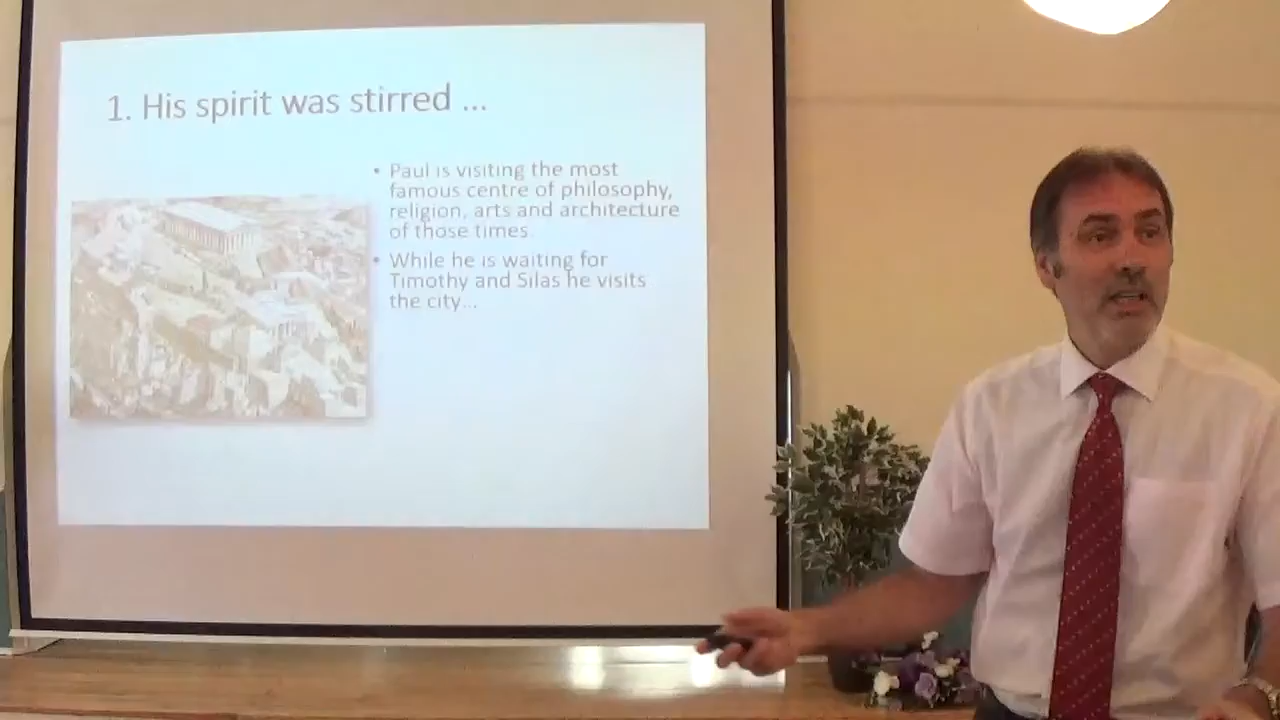 1. His spirit was stirred ...
• Paul is visiting the most
famous centre of philosophy,
religion, arts and architecture
of those times.
• While he is waiting for
Timothy and Silas he visits
the city...